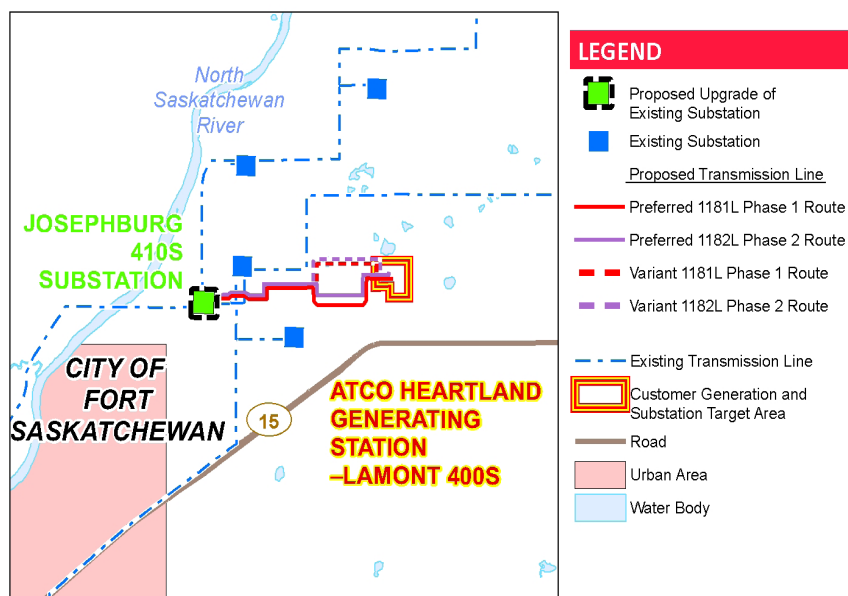 North
Saskatchewan
River
JOSEPHBURG
410S
SUBSTATION
CITY OF
FORT
SASKATCHEWAN
15
ATCO HEARTLAND
GENERATING
STATION
–LAMONT 400S
LEGEND
Proposed Upgrade of
Existing Substation
Existing Substation
Proposed Transmission Line
Preferred 1181L Phase 1 Route
Preferred 1182L Phase 2 Route
Variant 1181L Phase 1 Route
Variant 1182L Phase 2 Route
Existing Transmission Line
Customer Generation and
Substation Target Area
Road
Urban Area
Water Body